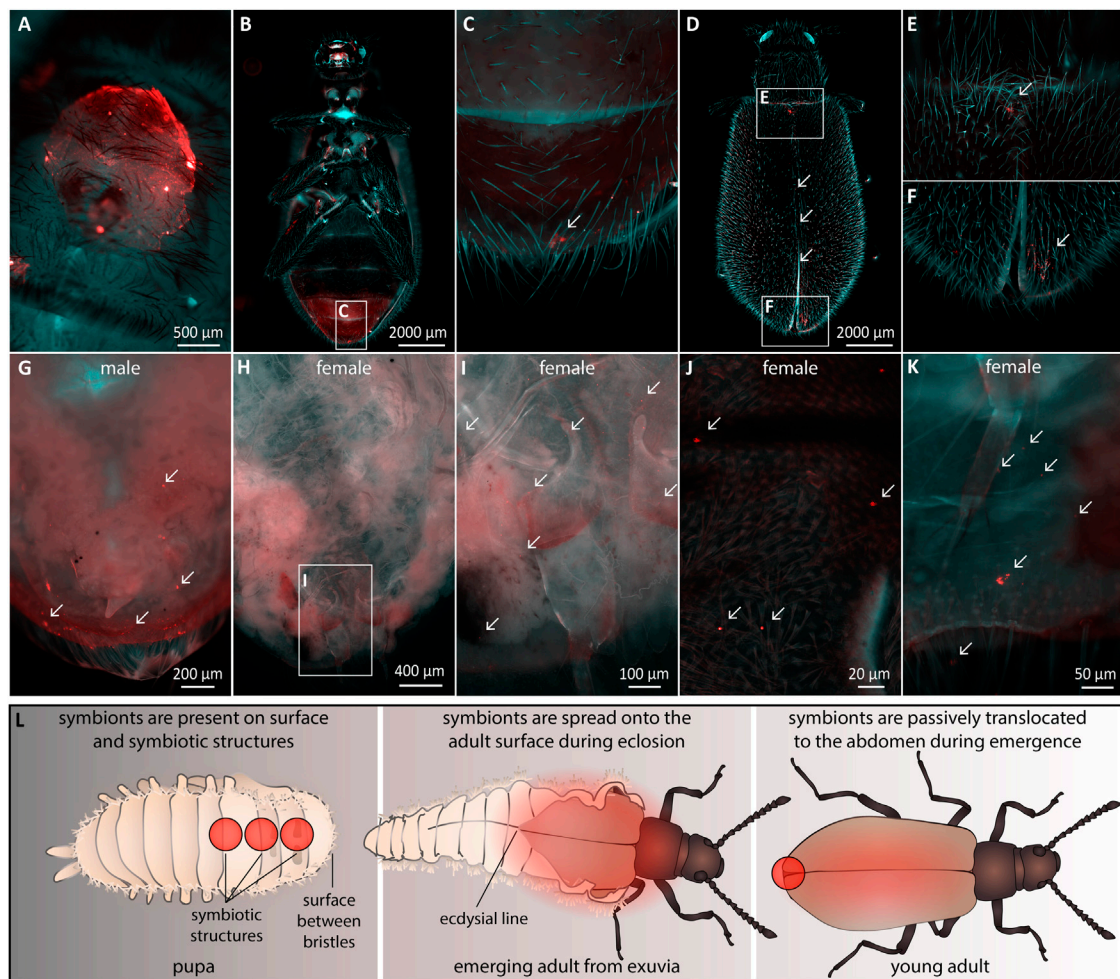 A
500 µm
B
C
2000 µm
C
D
E
F
2000 µm
E
F
G
male
200 µm
H
female
I
400 µm
I
female
100 µm
J
female
20 µm
K
female
50 µm
L
symbionts are present on surface
and symbiotic structures
symbiotic
structures
surface
between
bristles
pupa
symbionts are spread onto the
adult surface during eclosion
ecdysial line
emerging adult from exuvia
symbionts are passively translocated
to the abdomen during emergence
young adult